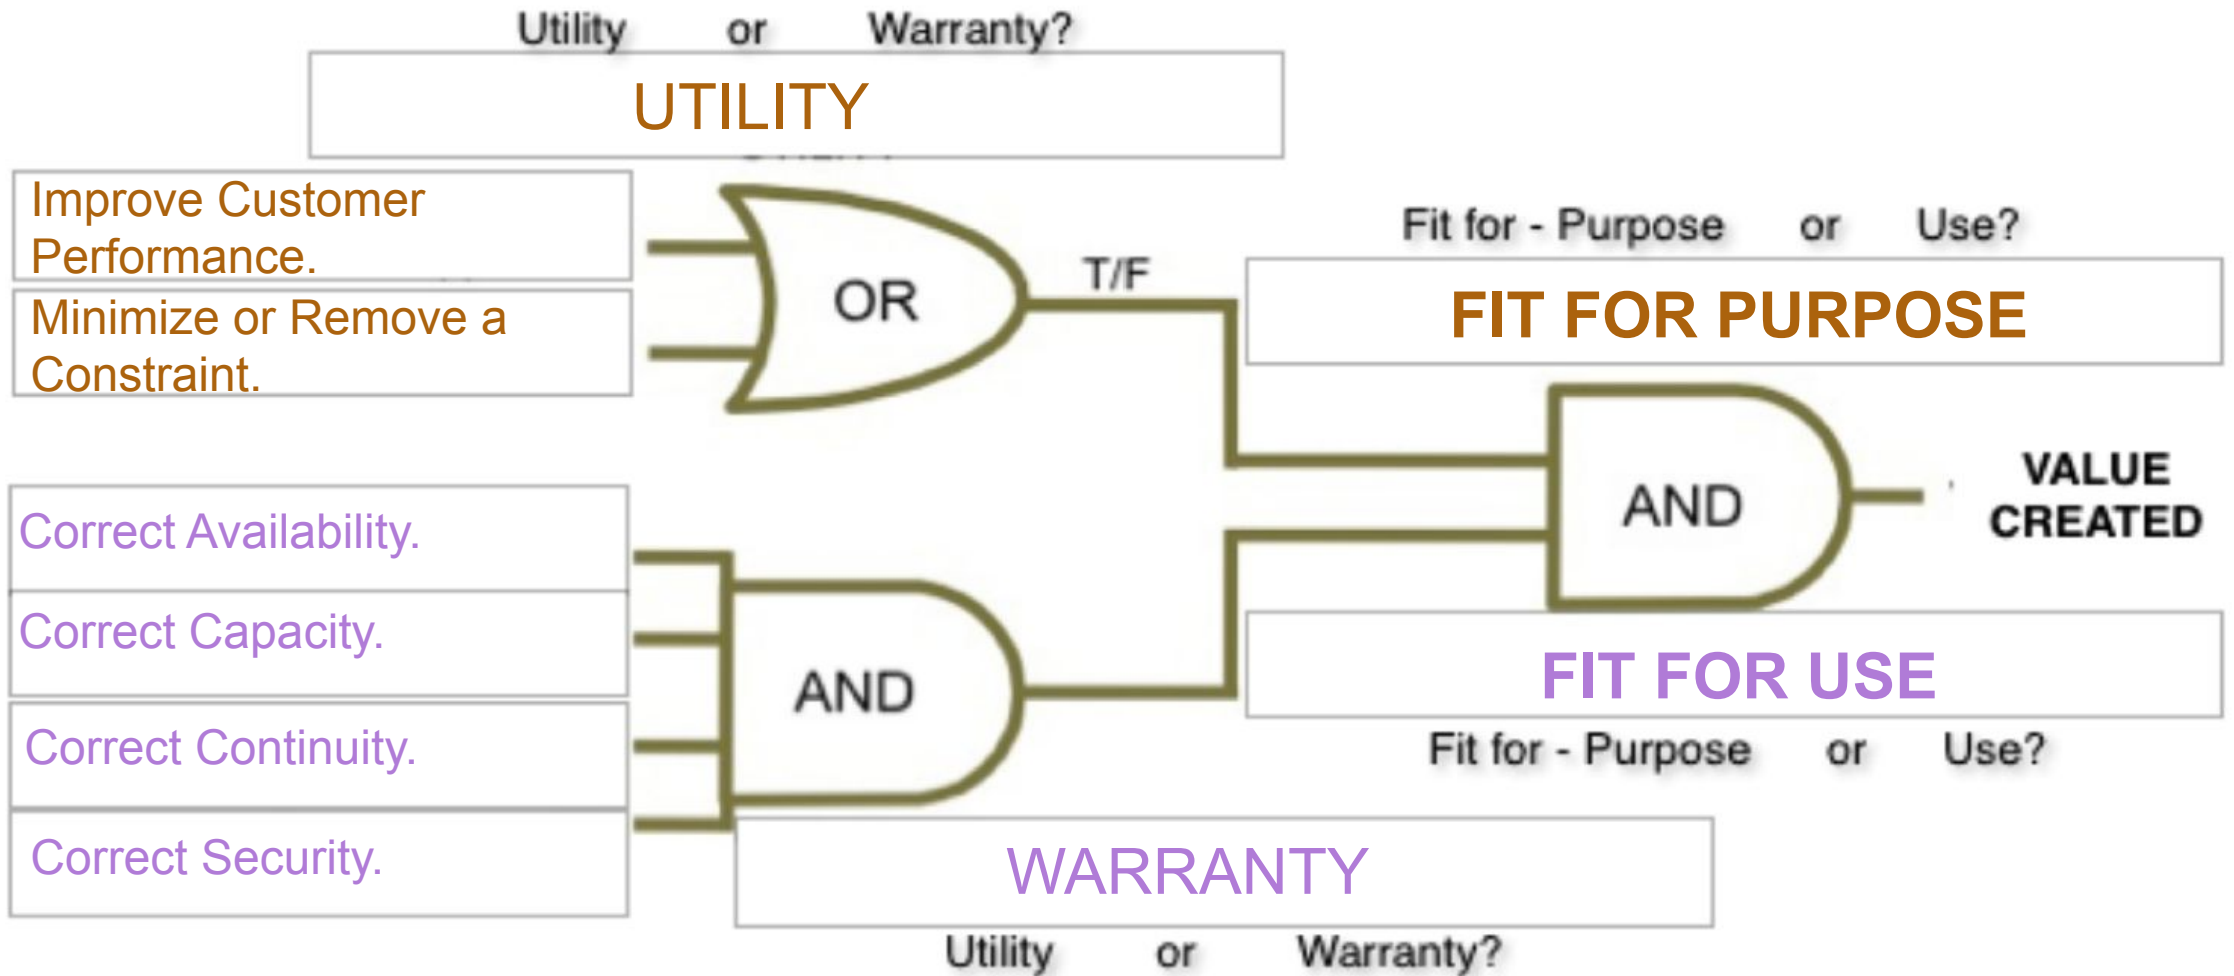 Utility or Warranty?
UTILITY
Improve Customer
Performance.
Minimize or Remove a
Constraint.
OR
T/F
Fit for - Purpose or Use?
FIT FOR PURPOSE
AND
VALUE
CREATED
Correct Availability.
Correct Capacity.
Correct Continuity.
Correct Security.
AND
FIT FOR USE
Fit for - Purpose or Use?
WARRANTY
Utility or Warranty?